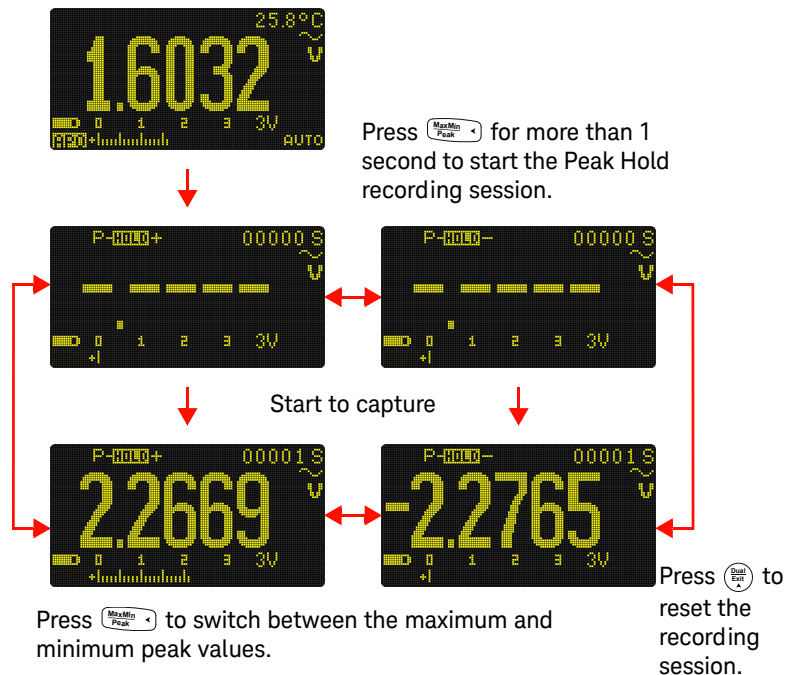 25.8°C
1.6032 V
0 1 2 3 3V
APO + AUTO
Press MaxMin Peak for more than 1
second to start the Peak Hold
recording session.
P-HOLD+ 00000 S
V
- - - - -
.
0 1 2 3 3V
+
P-HOLD- 00000 S
V
- - - - -
.
0 1 2 3 3V
+
Start to capture
P-HOLD+ 00001 S
2.2669 V
0 1 2 3 3V
+
P-HOLD- 00001 S
-2.2765 V
0 1 2 3 3V
+
Press MaxMin Peak to switch between the maximum and
minimum peak values.
Press Dual Exit to
reset the
recording
session.